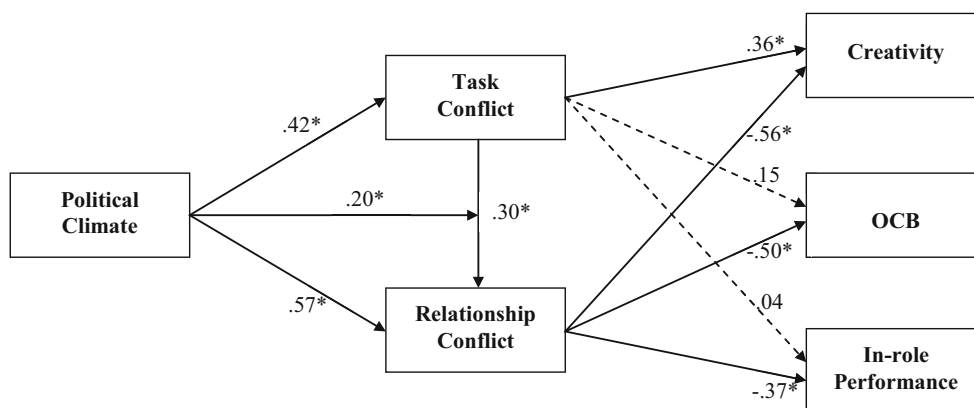 Political
Climate
.42*
.20*
.57*
Task
Conflict
.30*
Relationship
Conflict
.36*
-.56*
.15
-.50*
.04
-.37*
Creativity
OCB
In-role
Performance